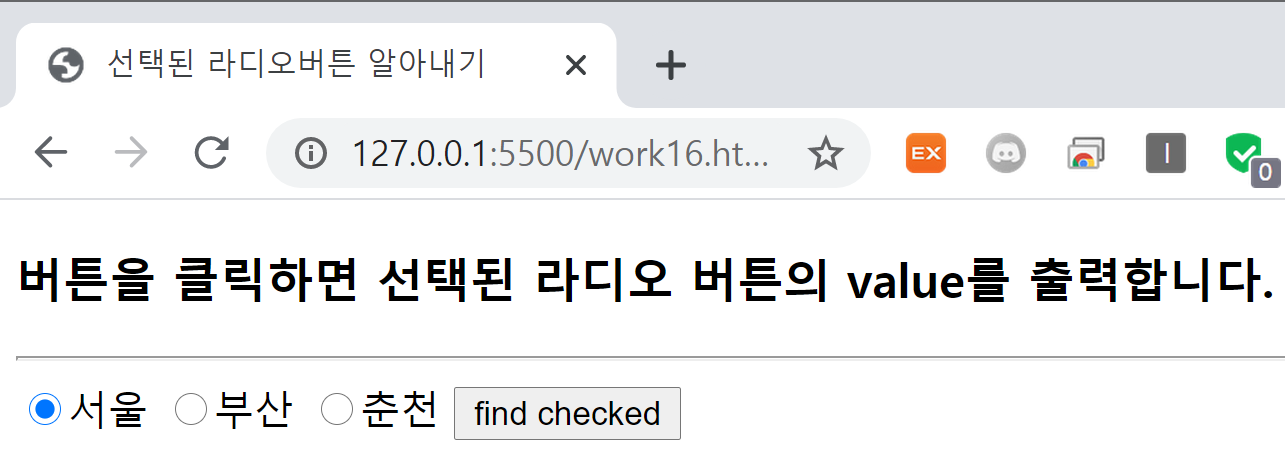 선택된 라디오버튼 알아내기
127.0.0.1:5500/work16.ht...
EX
I
0
버튼을 클릭하면 선택된 라디오 버튼의 value를 출력합니다.
서울 부산 춘천 find checked